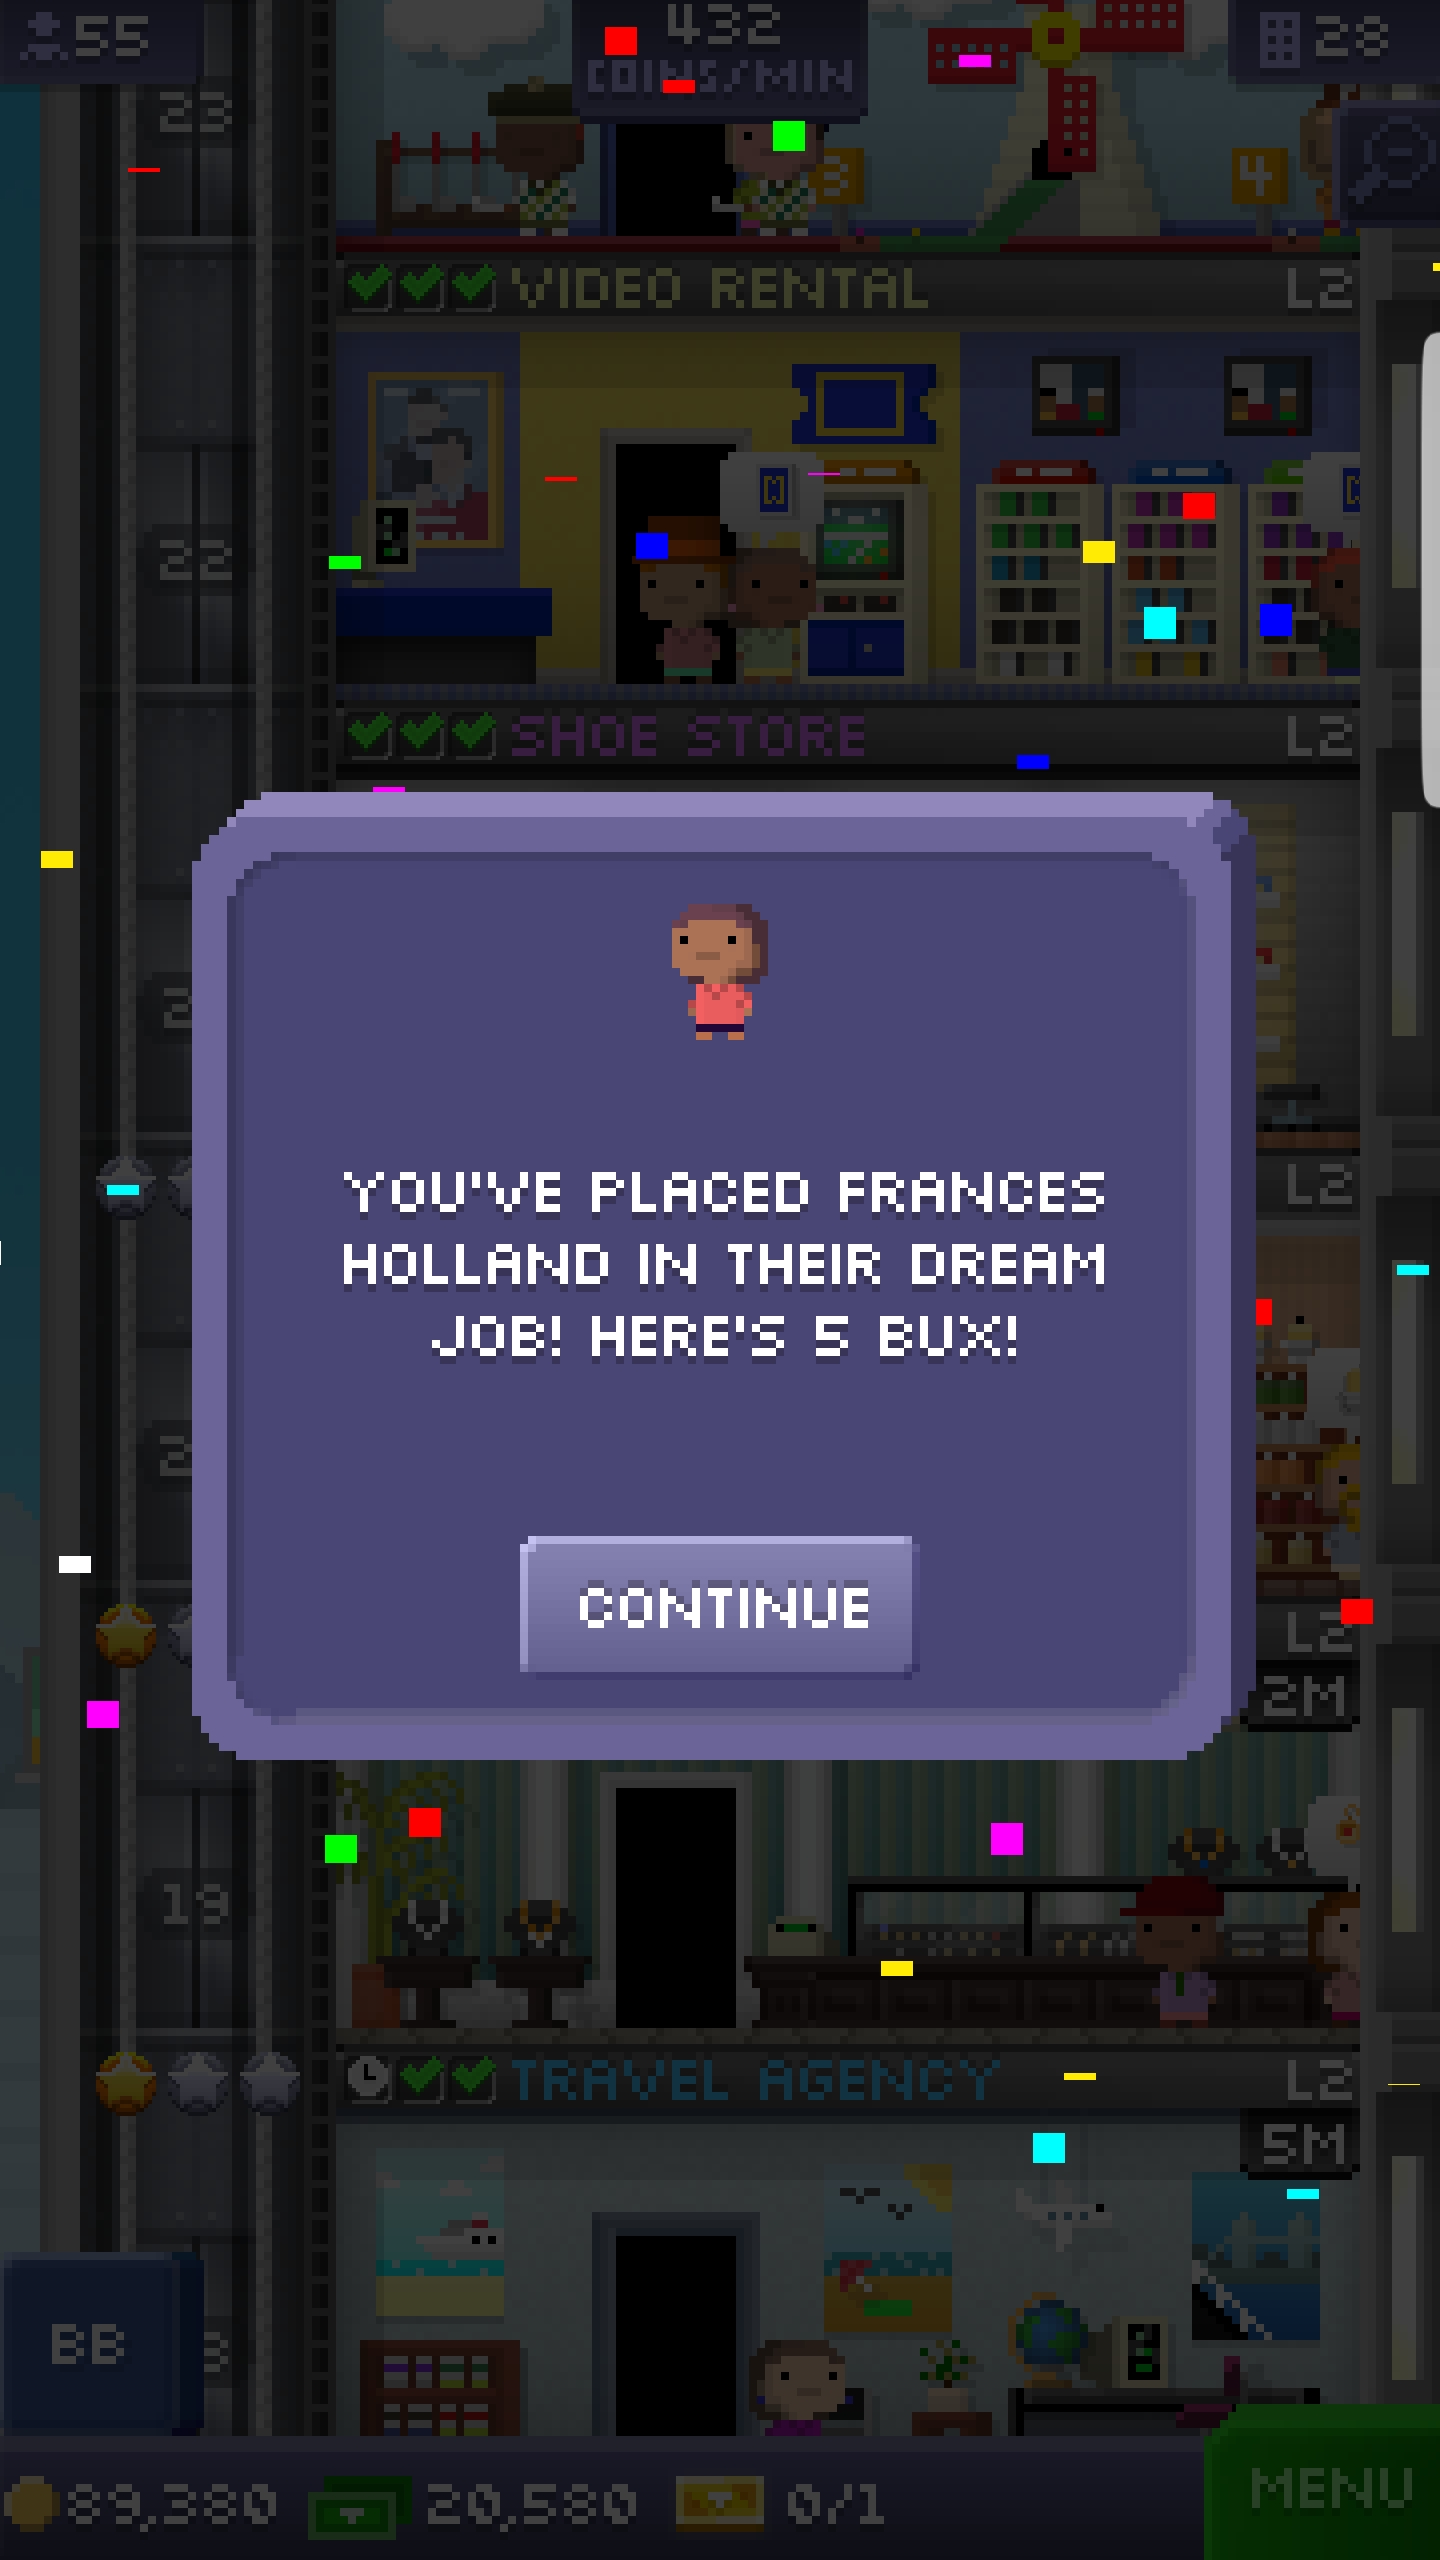 55
432
COINS/MIN
28
23
3
4
VIDEO RENTAL L2
22
SHOE STORE L2
L2
YOU'VE PLACED FRANCES
HOLLAND IN THEIR DREAM
JOB! HERE'S 5 BUX!
CONTINUE
L2
2M
19
TRAVEL AGENCY L2
5M
BB
89,380 20,580 0/1
MENU